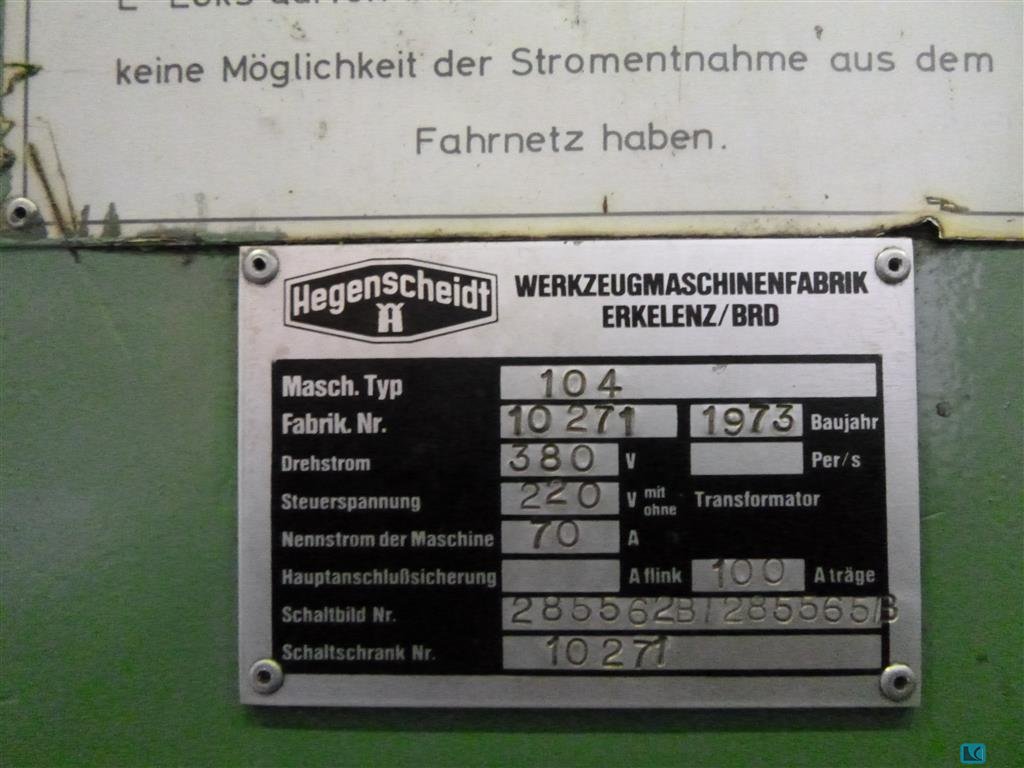 keine Möglichkeit der Stromentnahme aus dem
Fahrnetz haben.
Hegenscheidt
WERKZEUGMASCHINENFABRIK
ERKELENZ/BRD
Masch. Typ 104
Fabrik. Nr. 10 271 1973 Baujahr
Drehstrom 380 V Per/s
Steuerspannung 220 V mit ohne Transformator
Nennstrom der Maschine 70 A
Hauptanschlußsicherung A flink 100 A träge
Schaltbild Nr. 285562B/285565/B
Schaltschrank Nr. 10 271